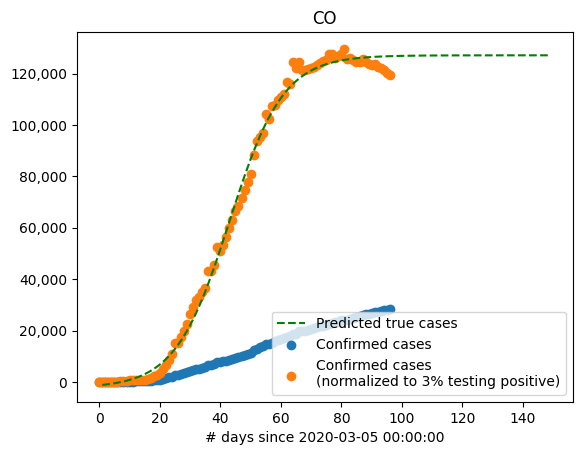 CO
120,000
100,000
80,000
60,000
40,000
20,000
0
Predicted true cases
Confirmed cases
Confirmed cases
(normalized to 3% testing positive)
0 20 40 60 80 100 120 140
# days since 2020-03-05 00:00:00